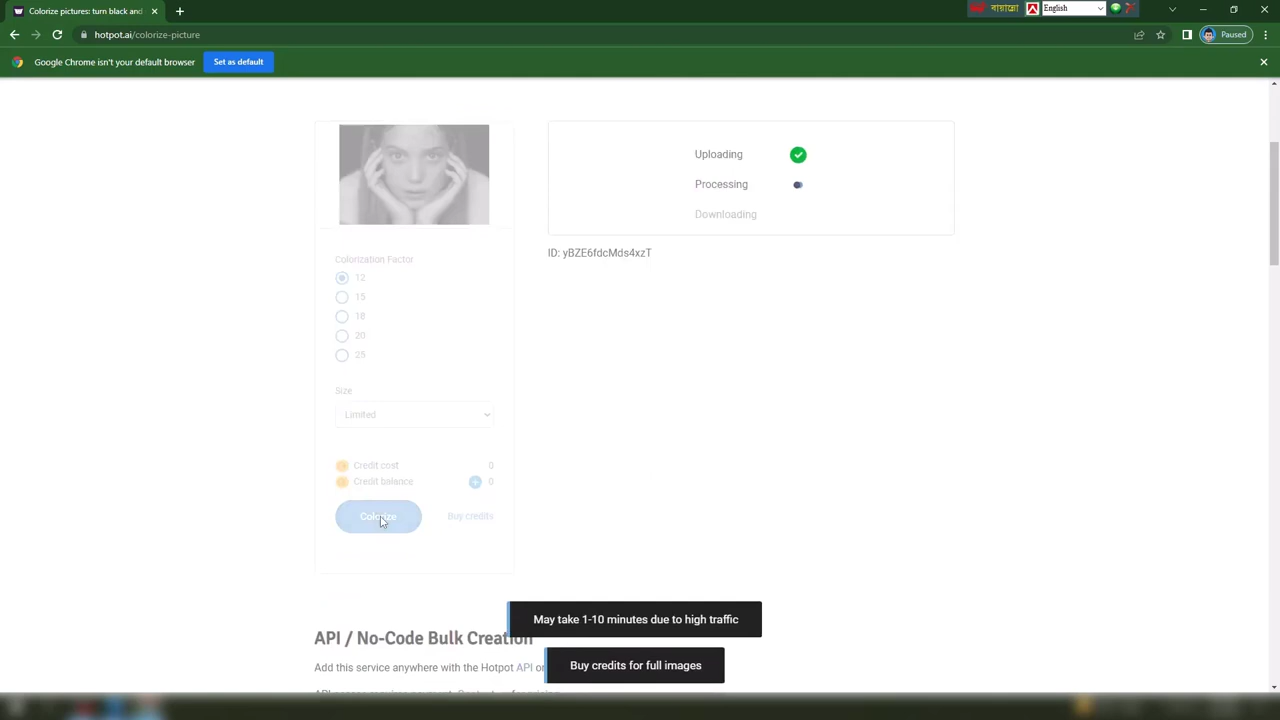 Colorize pictures: turn black and
বায়ান্নো
English
hotpot.ai/colorize-picture
Paused
Google Chrome isn't your default browser
Set as default
Uploading
Processing
Downloading
ID: yBZE6fdcMds4xzT
Colorization Factor
12
15
18
20
25
Size
Limited
Credit cost 0
Credit balance 0
Colorize
Buy credits
May take 1-10 minutes due to high traffic
API / No-Code Bulk Creation
Buy credits for full images
Add this service anywhere with the Hotpot API or